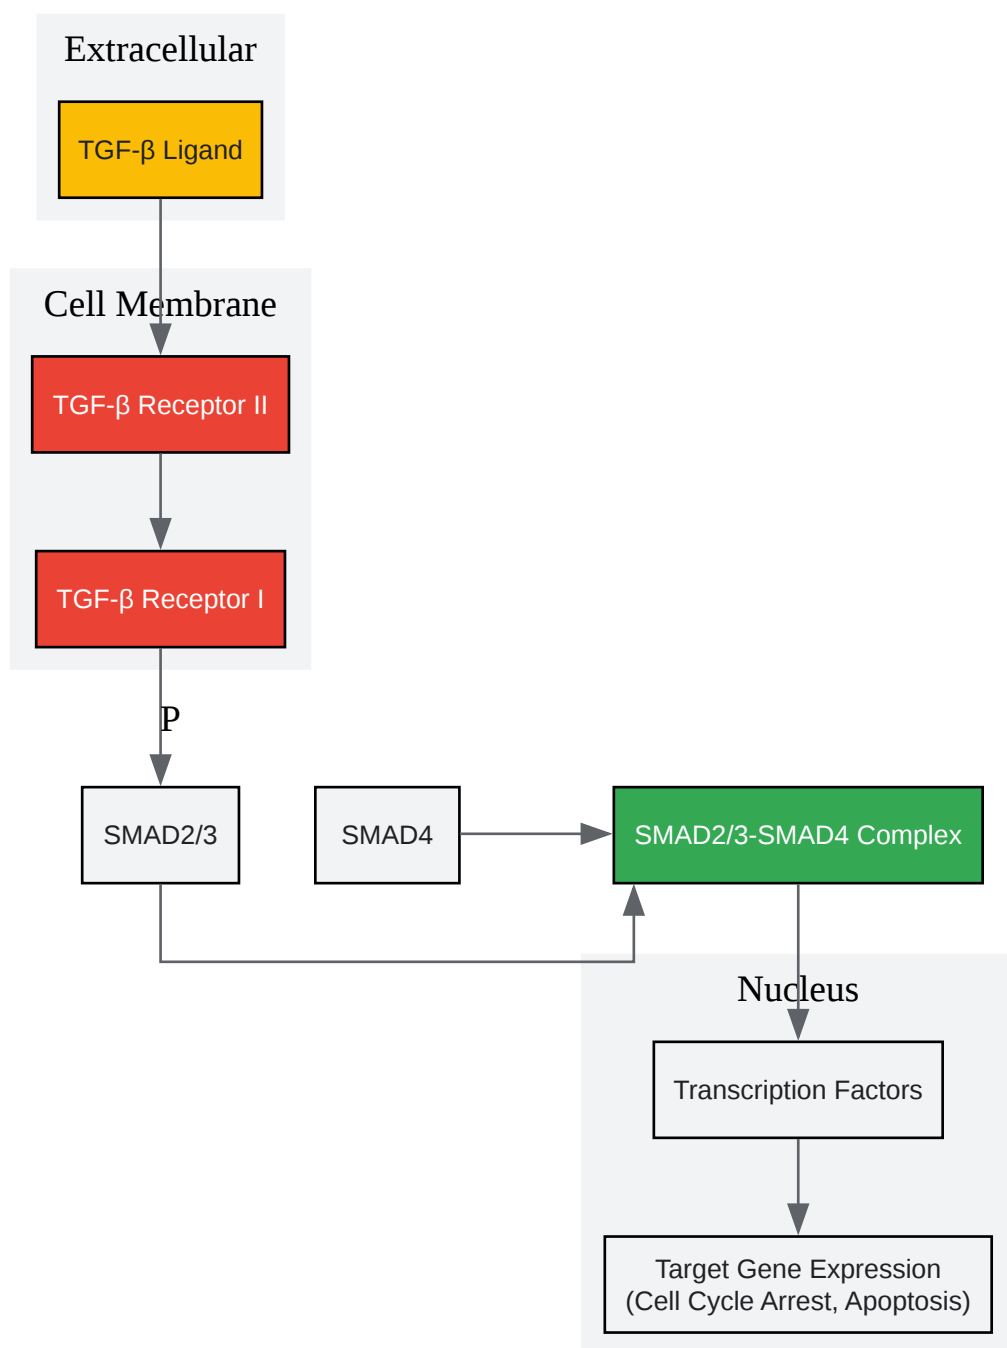 Extracellular
TGF-β Ligand
Cell Membrane
TGF-β Receptor II
TGF-β Receptor I
P
SMAD2/3
SMAD4
SMAD2/3-SMAD4 Complex
Nucleus
Transcription Factors
Target Gene Expression
(Cell Cycle Arrest, Apoptosis)